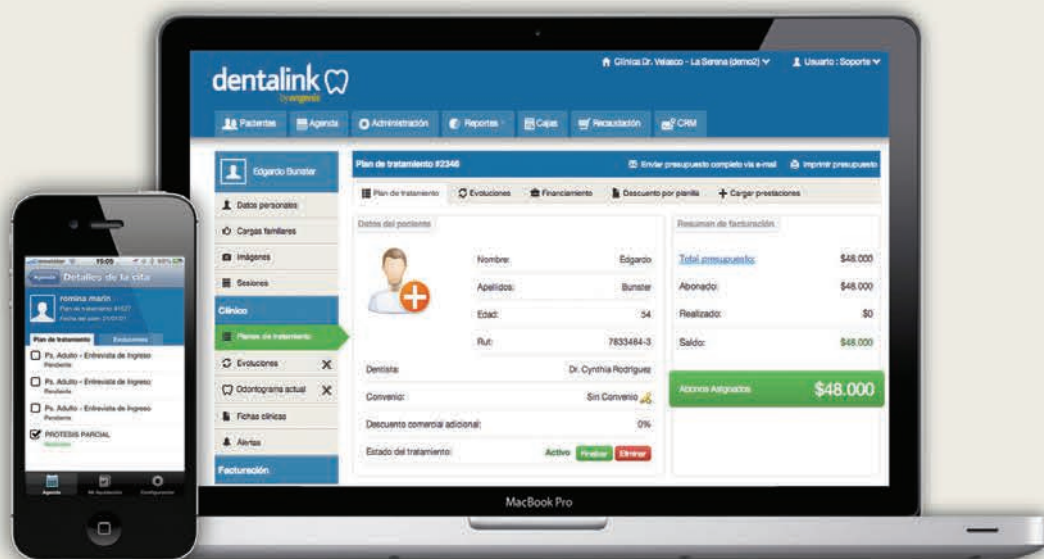 dentalink
Clínica Dr. Velasco - La Serena (demo2)
Usuario : Soporte
Pacientes
Agenda
Administración
Reportes
Cajas
Recaudación
CRM
Edgardo Bunster
Datos personales
Cargas familiares
Imágenes
Sesiones
Clínico
Planes de tratamiento
Evoluciones
Odontograma actual
Fichas clínicas
Alertas
Facturación
Plan de tratamiento #2346
Enviar presupuesto completo vía e-mail
Imprimir presupuesto
Plan de tratamiento
Evoluciones
Financiamiento
Descuento por planilla
Cargar prestaciones
Datos del paciente
Nombre: Edgardo
Apellidos: Bunster
Edad: 54
Rut: 7633484-3
Dentista: Dr. Cynthia Rodríguez
Convenio: Sin Convenio
Descuento comercial adicional: 0%
Estado del tratamiento: Activo Finalizar Eliminar
Resumen de facturación
Total presupuesto: $48.000
Abonado: $48.000
Realizado: $0
Saldo: $48.000
Abonos Asignados $48.000
MacBook Pro
15:05
Agenda
Detalles de la cita
romina marin
Plan de tratamiento
Evoluciones
Ps. Adulto - Entrevista de Ingreso
Pendiente
Ps. Adulto - Entrevista de Ingreso
Pendiente
Ps. Adulto - Entrevista de Ingreso
Pendiente
PROTESIS PARCIAL
Agenda
Mi liquidación
Configuración